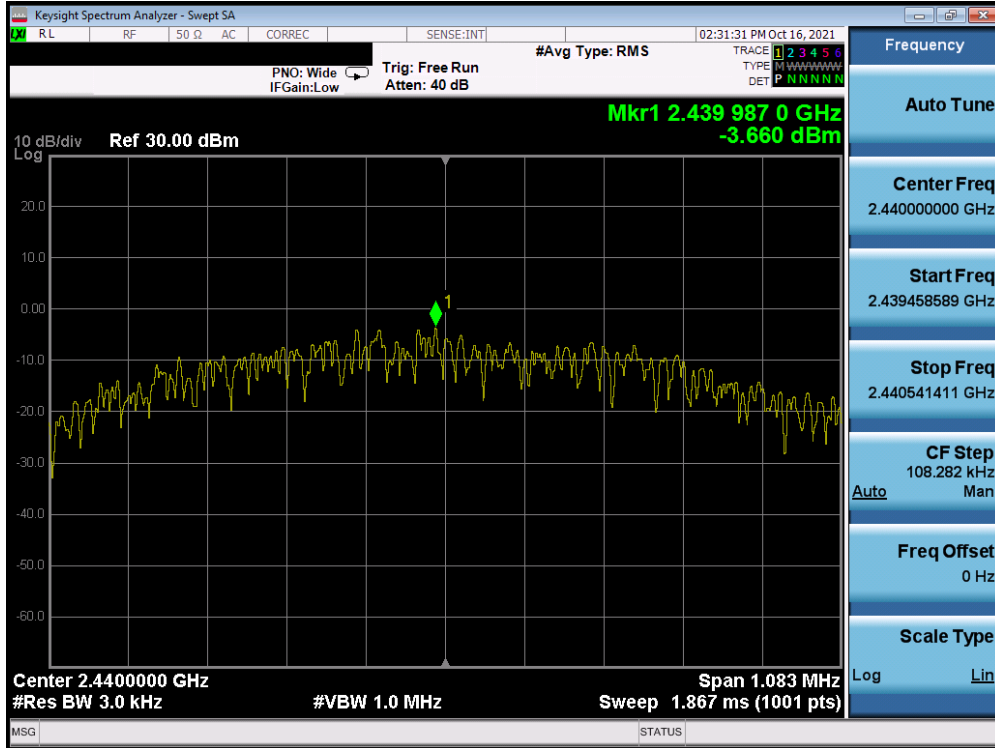 Keysight Spectrum Analyzer - Swept SA
LXI RL RF 50 Ω AC CORREC SENSE:INT 02:31:31 PM Oct 16, 2021
#Avg Type: RMS TRACE 1 2 3 4 5 6
PNO: Wide Trig: Free Run TYPE M WWWWW
IFGain:Low Atten: 40 dB DET P N N N N N
Mkr1 2.439 987 0 GHz
-3.660 dBm
10 dB/div Ref 30.00 dBm
Log
20.0
10.0
0.00
-10.0
-20.0
-30.0
-40.0
-50.0
-60.0
1
Center 2.4400000 GHz Span 1.083 MHz
#Res BW 3.0 kHz #VBW 1.0 MHz Sweep 1.867 ms (1001 pts)
MSG STATUS
Frequency
Auto Tune
Center Freq
2.440000000 GHz
Start Freq
2.439458589 GHz
Stop Freq
2.440541411 GHz
CF Step
108.282 kHz
Auto Man
Freq Offset
0 Hz
Scale Type
Log Lin